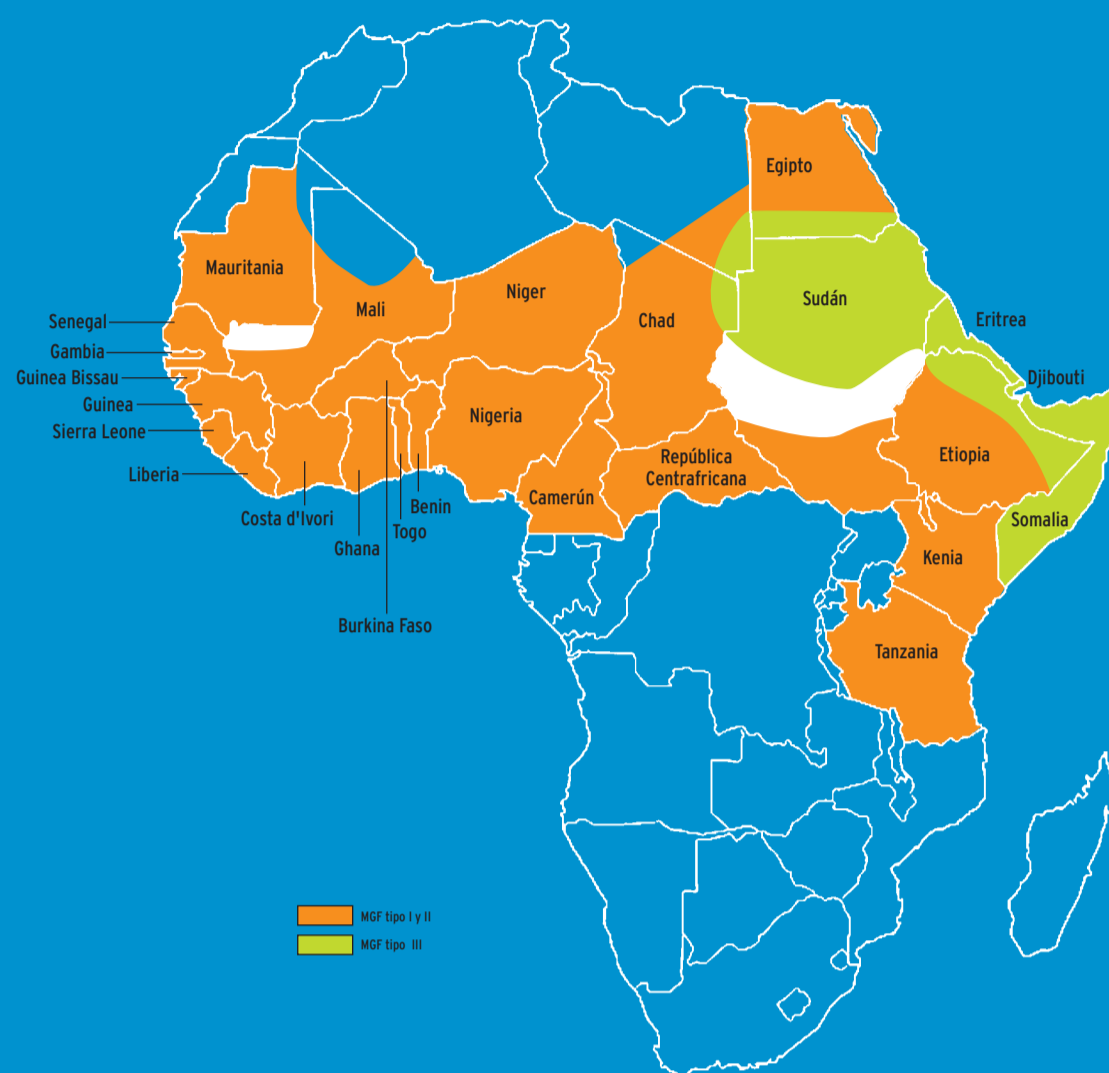 Egipto
Mauritania
Niger
Sudán
Mali
Chad
Eritrea
Senegal
Gambia
Djibouti
Guinea Bissau
Guinea
Nigeria
Sierra Leone
República
Centrafricana
Etiopia
Liberia
Camerún
Benin
Costa d'Ivori
Somalia
Togo
Ghana
Kenia
Burkina Faso
Tanzania
MGF tipo I y II
MGF tipo III